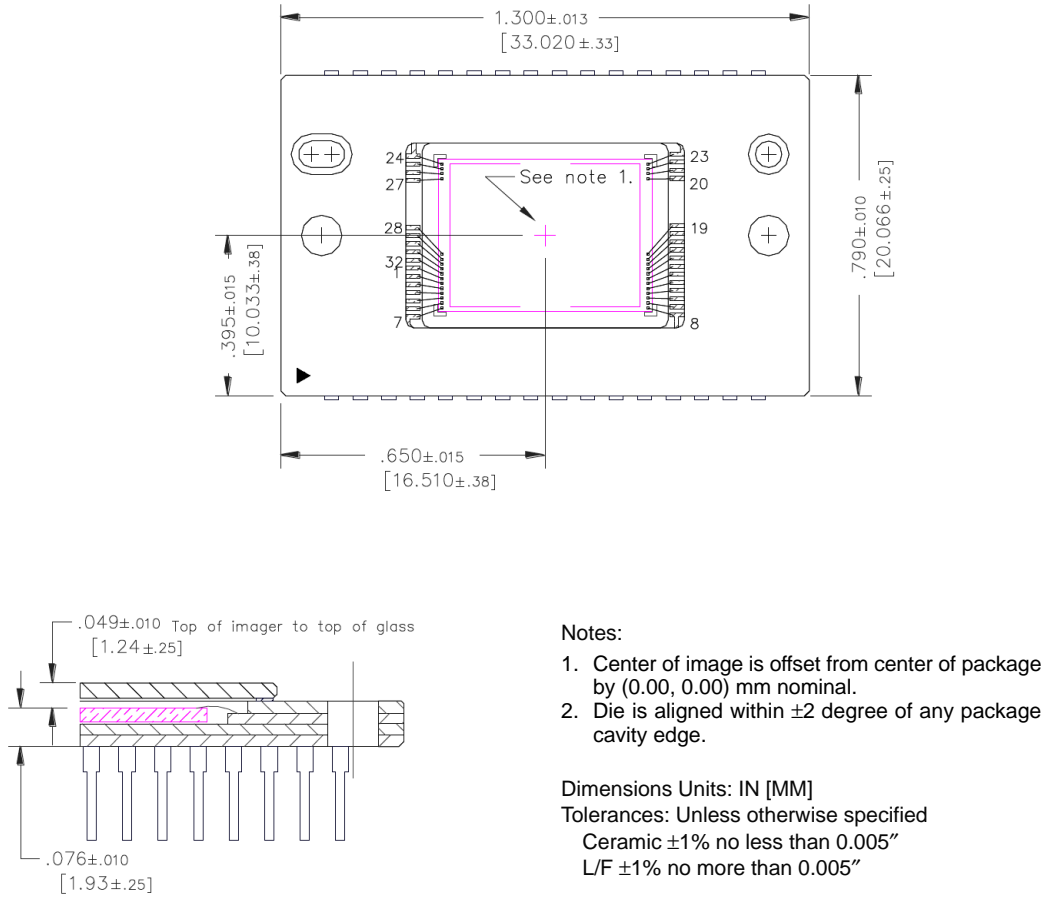 1.300±.013
[33.020±.33]
24
27
28
32
1
7
23
20
19
8
See note 1.
.790±.010
[20.066±.25]
.395±.015
[10.033±.38]
.650±.015
[16.510±.38]
.049±.010 Top of imager to top of glass
[1.24±.25]
.076±.010
[1.93±.25]
Notes:
1. Center of image is offset from center of package
by (0.00, 0.00) mm nominal.
2. Die is aligned within ±2 degree of any package
cavity edge.
Dimensions Units: IN [MM]
Tolerances: Unless otherwise specified
Ceramic ±1% no less than 0.005″
L/F ±1% no more than 0.005″